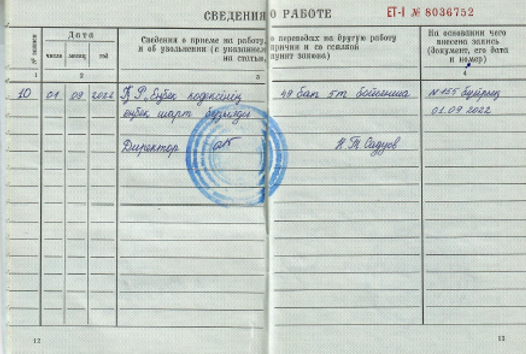 СВЕДЕНИЯ О РАБОТЕ
ЕТ-I № 8036752
№ записи
Дата
число
месяц
год
Сведения о приеме на работу, о переводах на другую работу
и об увольнении (с указанием причин и со ссылкой
на статью, пункт закона)
На основании чего
внесена запись
(Документ, его дата
и номер)
1 2 3 4
10 01 09 2022 ҚР, Еңбек кодексінің 49 бап 5т бойынша №155 бұйрық
еңбек шарт бұзылды 01.09 2022
Директор
12
13